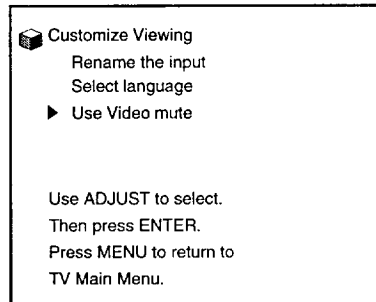 Customize Viewing
Rename the input
Select language
Use Video mute
Use ADJUST to select.
Then press ENTER.
Press MENU to return to
TV Main Menu.